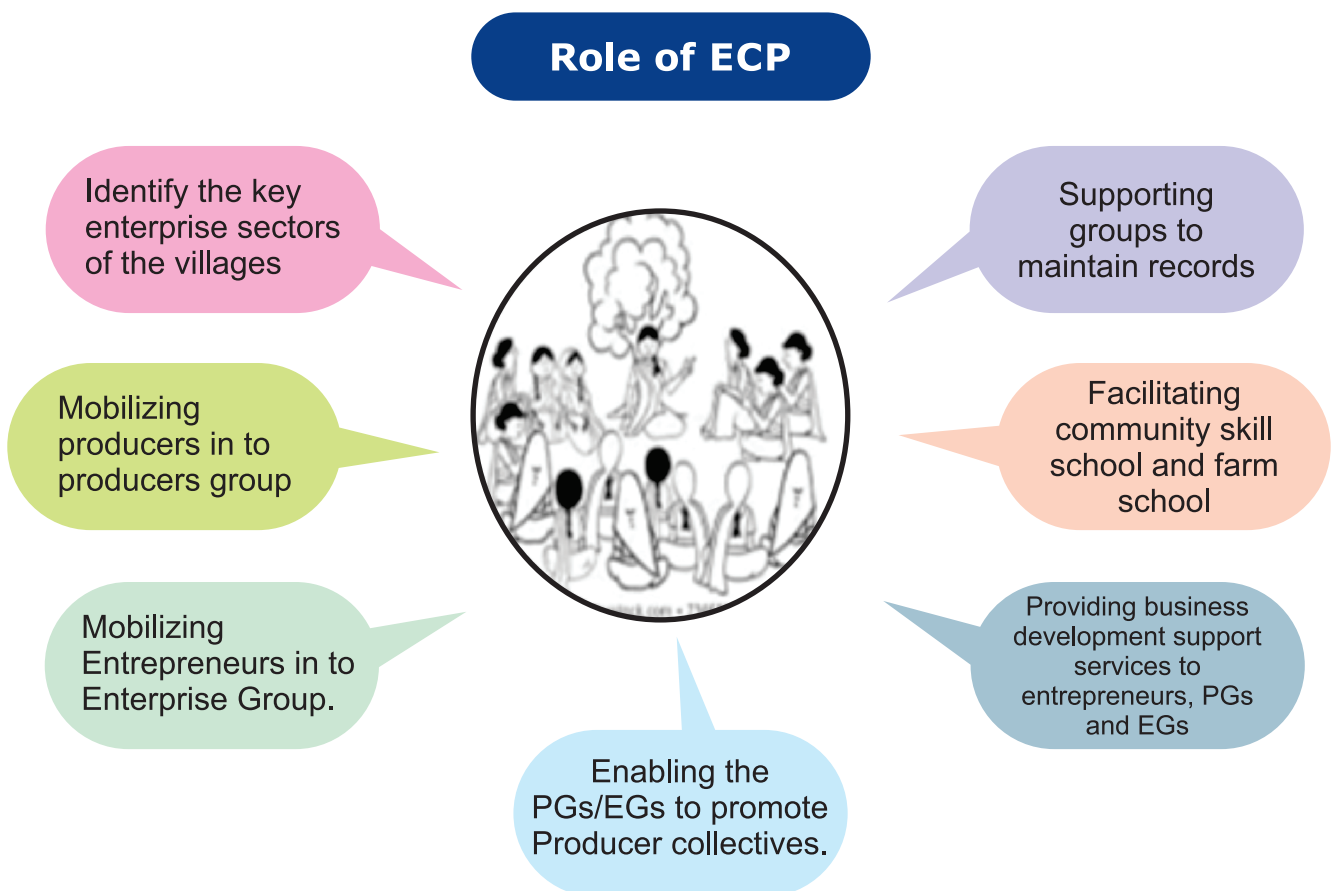 Role of ECP
Identify the key
enterprise sectors
of the villages
Mobilizing
producers in to
producers group
Mobilizing
Entrepreneurs in to
Enterprise Group.
Enabling the
PGs/EGs to promote
Producer collectives.
Supporting
groups to
maintain records
Facilitating
community skill
school and farm
school
Providing business
development support
services to
entrepreneurs, PGs
and EGs